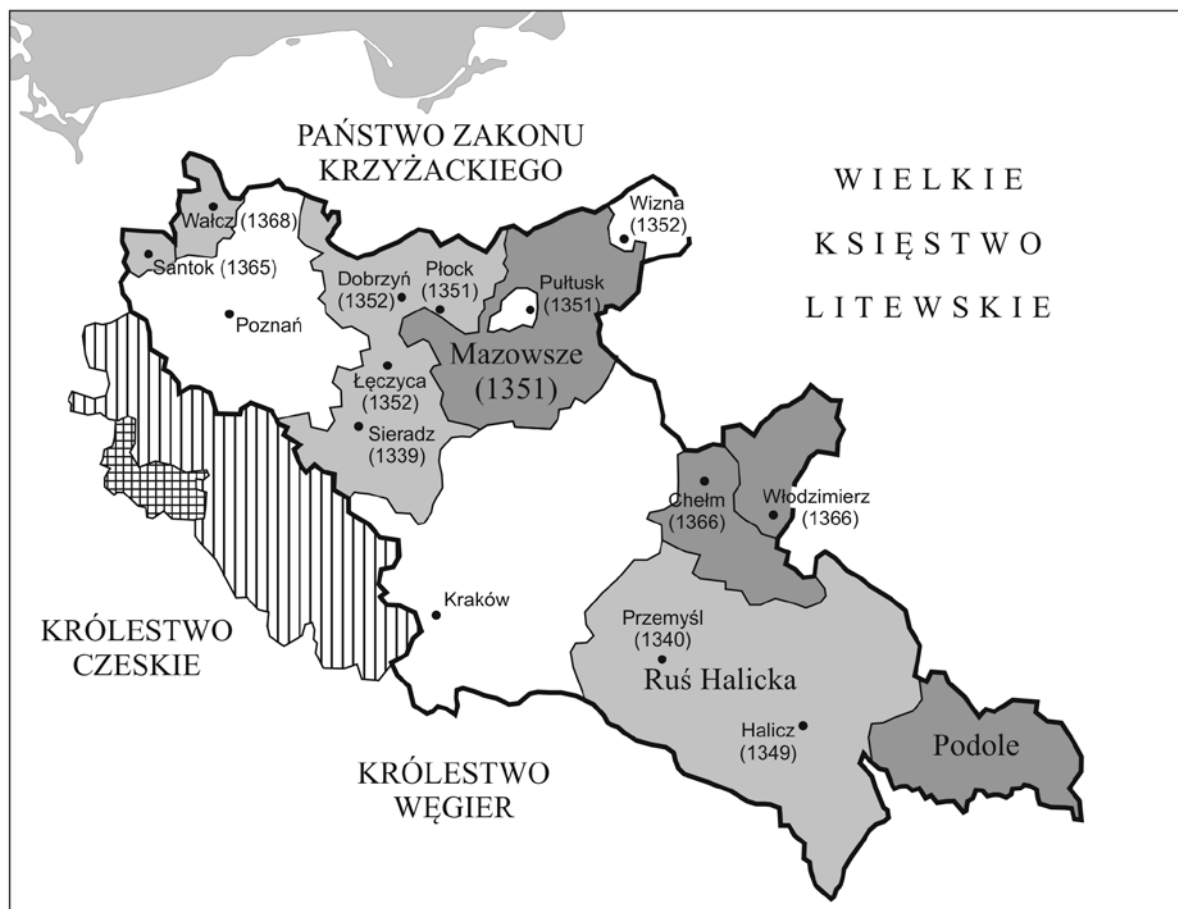 PAŃSTWO ZAKONU
KRZYŻACKIEGO
WIELKIE
KSIĘSTWO
LITEWSKIE
Wałcz (1368)
Santok (1365)
Poznań
Wizna
(1352)
Dobrzyń
(1352)
Płock
(1351)
Pułtusk
(1351)
Mazowsze
(1351)
Łęczyca
(1352)
Sieradz
(1339)
Chełm
(1366)
Włodzimierz
(1366)
Kraków
KRÓLESTWO
CZESKIE
Przemyśl
(1340)
Ruś Halicka
Halicz
(1349)
Podole
KRÓLESTWO
WĘGIER